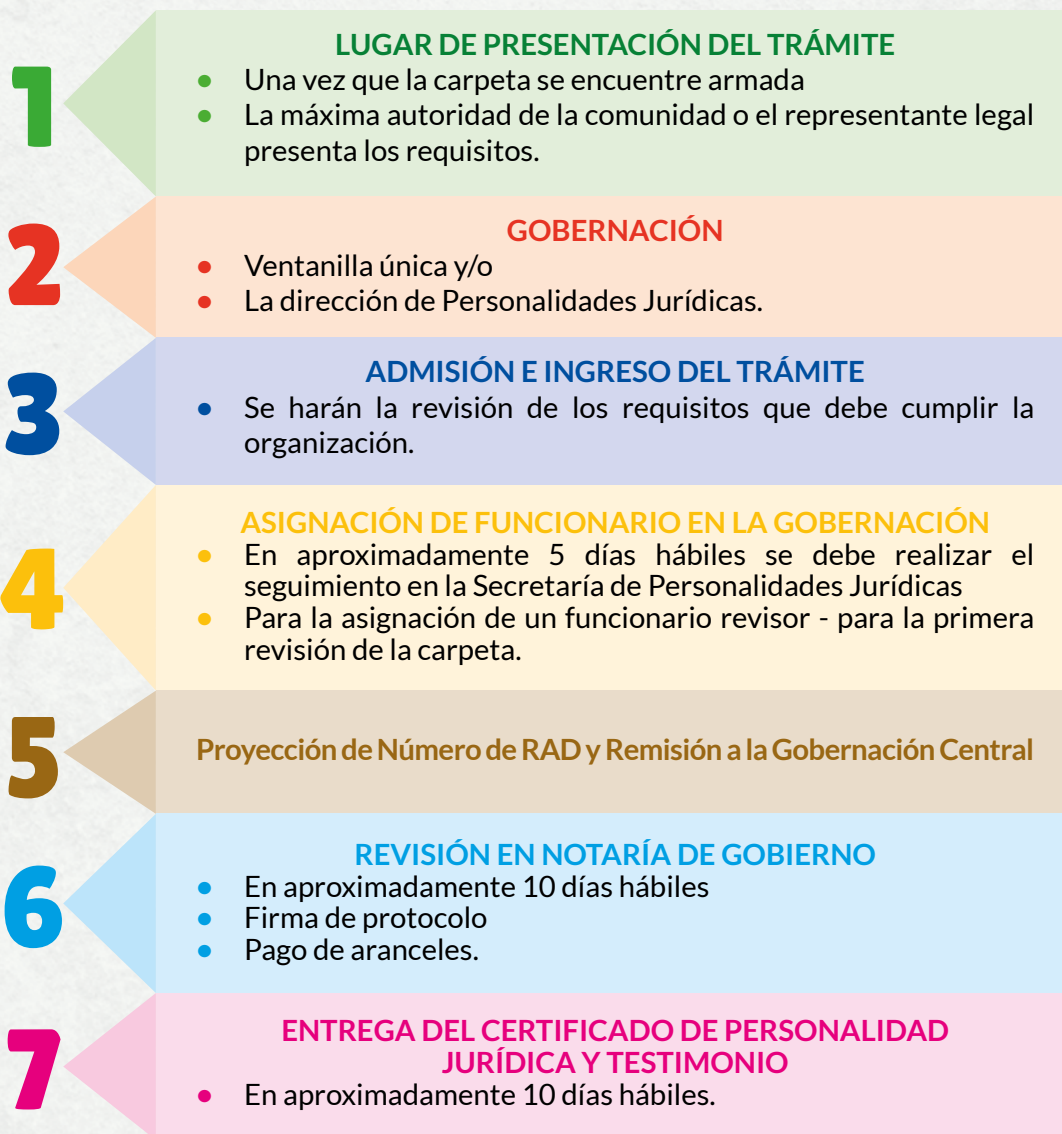 1
LUGAR DE PRESENTACIÓN DEL TRÁMITE
● Una vez que la carpeta se encuentre armada
● La máxima autoridad de la comunidad o el representante legal
presenta los requisitos.
2
GOBERNACIÓN
● Ventanilla única y/o
● La dirección de Personalidades Jurídicas.
3
ADMISIÓN E INGRESO DEL TRÁMITE
● Se harán la revisión de los requisitos que debe cumplir la
organización.
4
ASIGNACIÓN DE FUNCIONARIO EN LA GOBERNACIÓN
● En aproximadamente 5 días hábiles se debe realizar el
seguimiento en la Secretaría de Personalidades Jurídicas
● Para la asignación de un funcionario revisor - para la primera
revisión de la carpeta.
5
Proyección de Número de RAD y Remisión a la Gobernación Central
6
REVISIÓN EN NOTARÍA DE GOBIERNO
● En aproximadamente 10 días hábiles
● Firma de protocolo
● Pago de aranceles.
7
ENTREGA DEL CERTIFICADO DE PERSONALIDAD
JURÍDICA Y TESTIMONIO
● En aproximadamente 10 días hábiles.